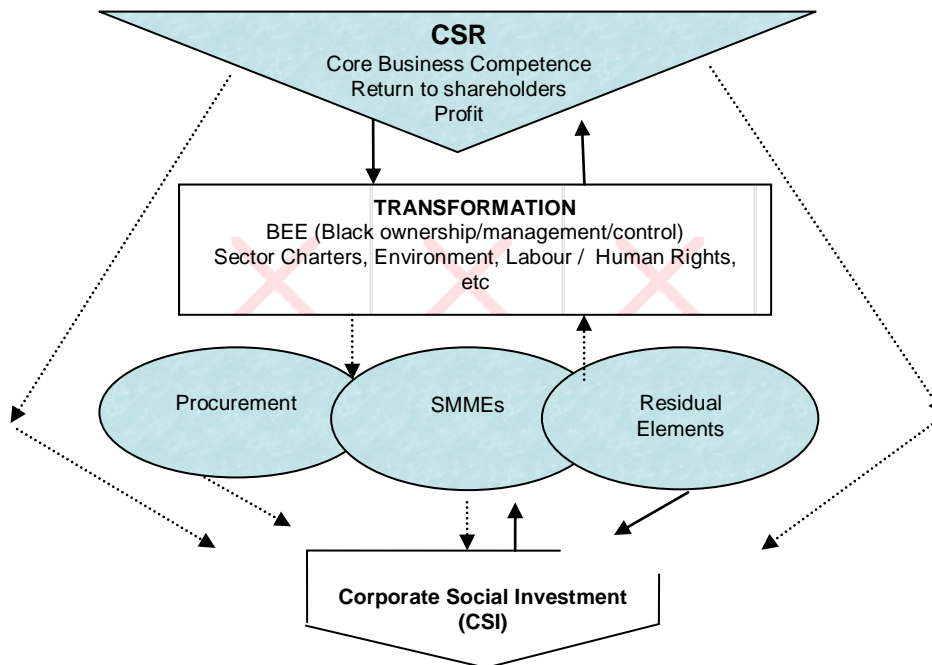 CSR
Core Business Competence
Return to shareholders
Profit
TRANSFORMATION
BEE (Black ownership/management/control)
Sector Charters, Environment, Labour / Human Rights,
etc
Procurement
SMMEs
Residual
Elements
Corporate Social Investment
(CSI)